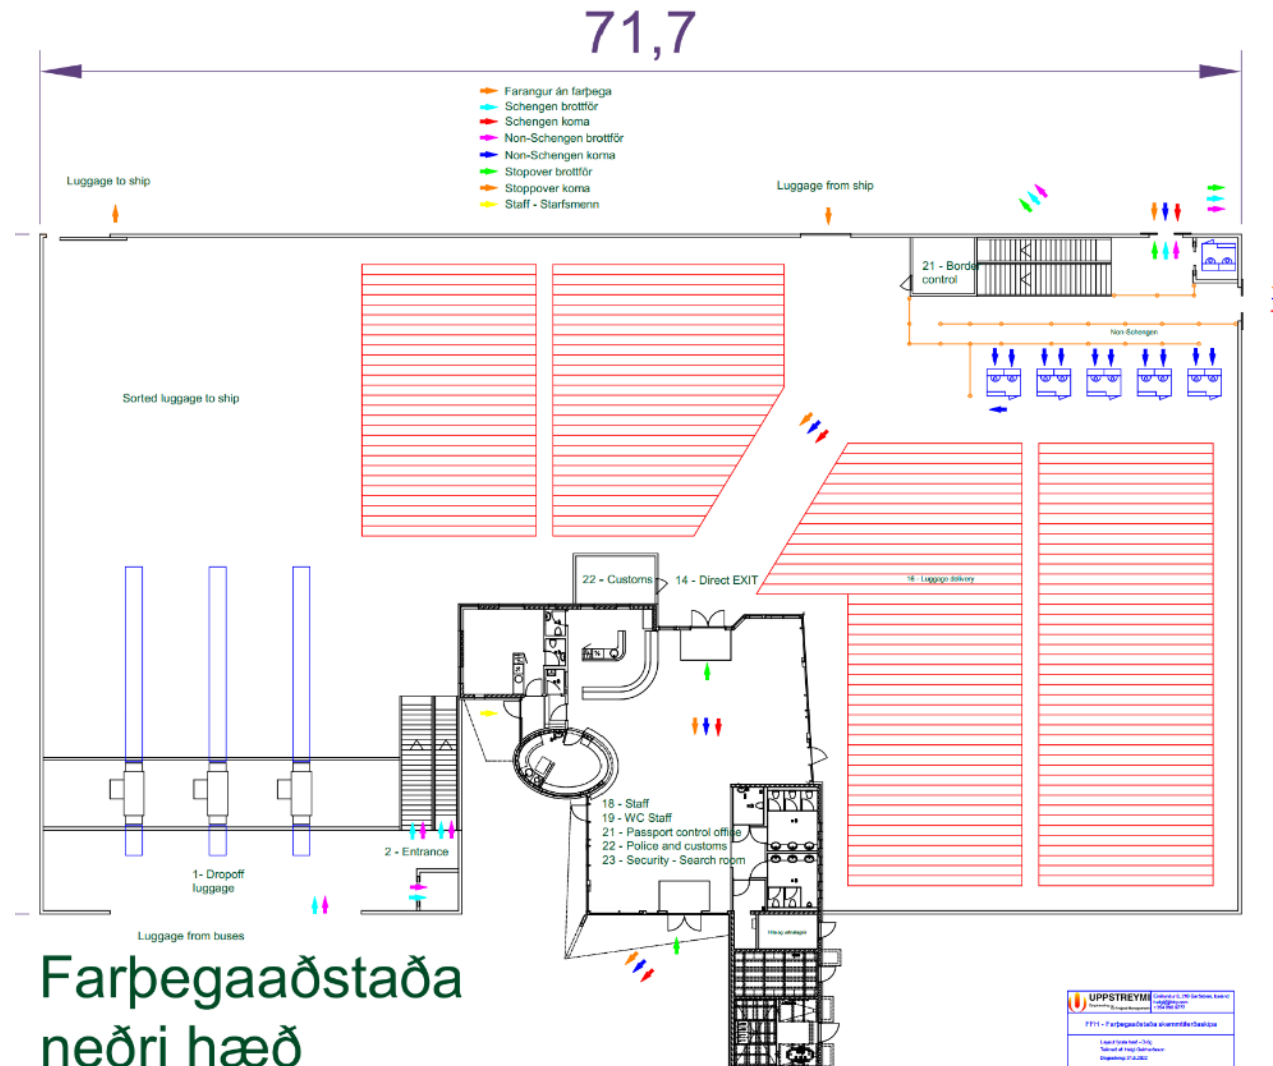 71,7
Farangur án farþega
Schengen brottför
Schengen koma
Non-Schengen brottför
Non-Schengen koma
Stopover brottför
Stoppover koma
Staff - Starfsmenn
Luggage to ship
Luggage from ship
21 - Border
control
Non-Schengen
Sorted luggage to ship
22 - Customs
14 - Direct EXIT
16 - Luggage delivery
18 - Staff
19 - WC Staff
21 - Passport control office
22 - Police and customs
23 - Security - Search room
2 - Entrance
1- Dropoff
luggage
Luggage from buses
Farþegaaðstaða
neðri hæð
UPPSTREYMI
FFH - Farþegaaðstaða skemmtiferðaskipa